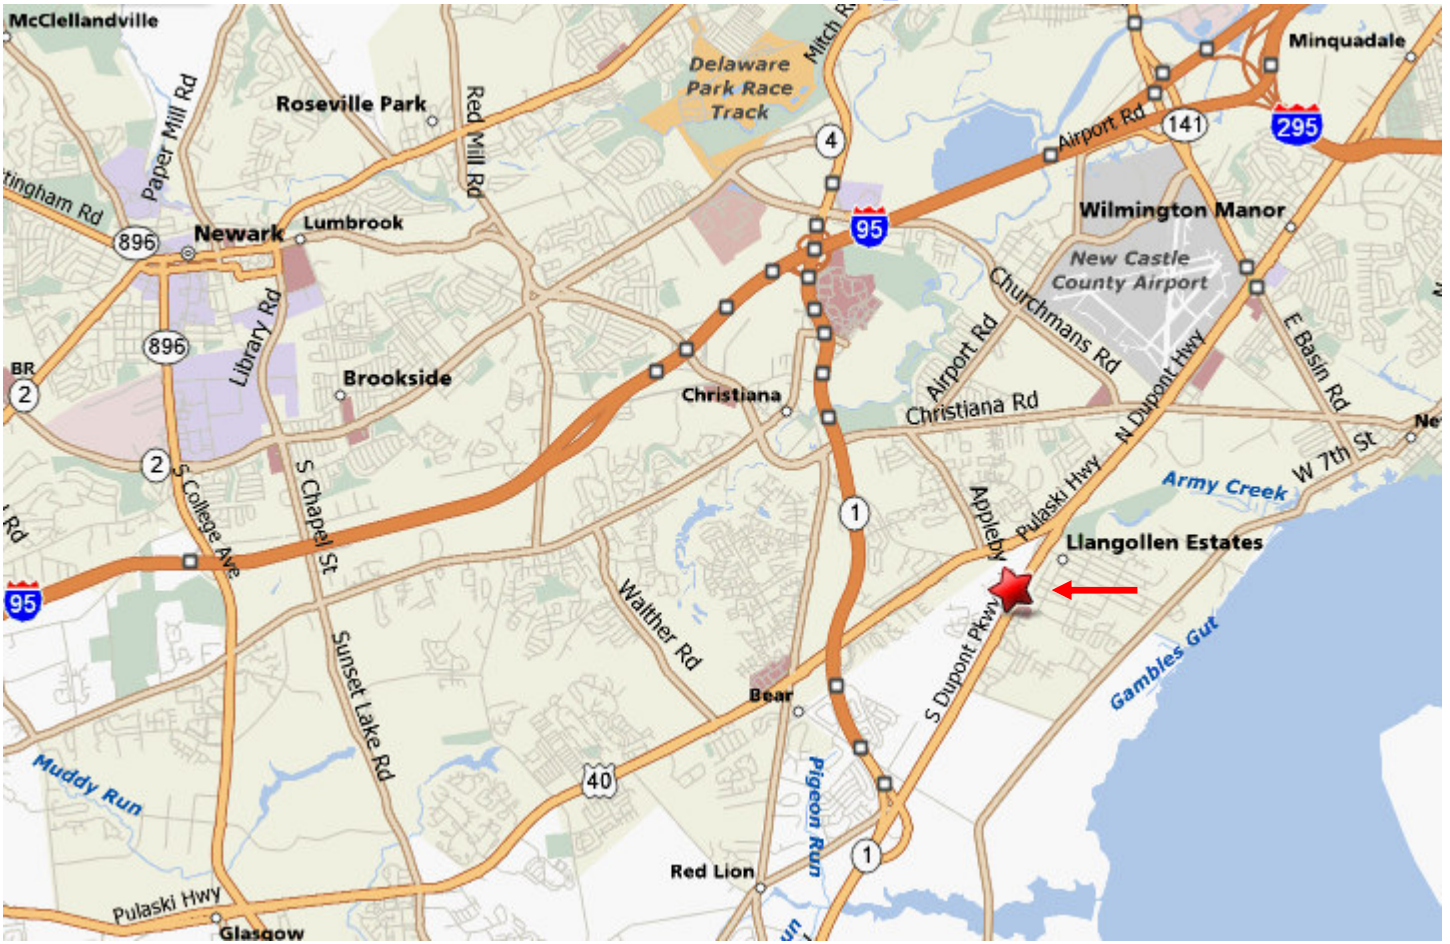 McClellandville
Minquadale
Mitch R
Delaware
Park Race
Track
Roseville Park
Red Mill Rd
Paper Mill Rd
4
Airport Rd
141
295
tingham Rd
Lumbrook
Newark
896
95
Wilmington Manor
New Castle
County Airport
Churchmans Rd
Library Rd
896
BR
2
Brookside
Christiana
Airport Rd
Christiana Rd
N Dupont Hwy
E Basin Rd
Ne
2
S College Ave
S Chapel St
Rd
1
Appleby
Pulaski Hwy
Army Creek
W 7th St
Llangollen Estates
95
Walther Rd
S Dupont Pkwy
Gambles Gut
Sunset Lake Rd
Bear
Muddy Run
40
Pigeon Run
Red Lion
1
Pulaski Hwy
Glasgow
un